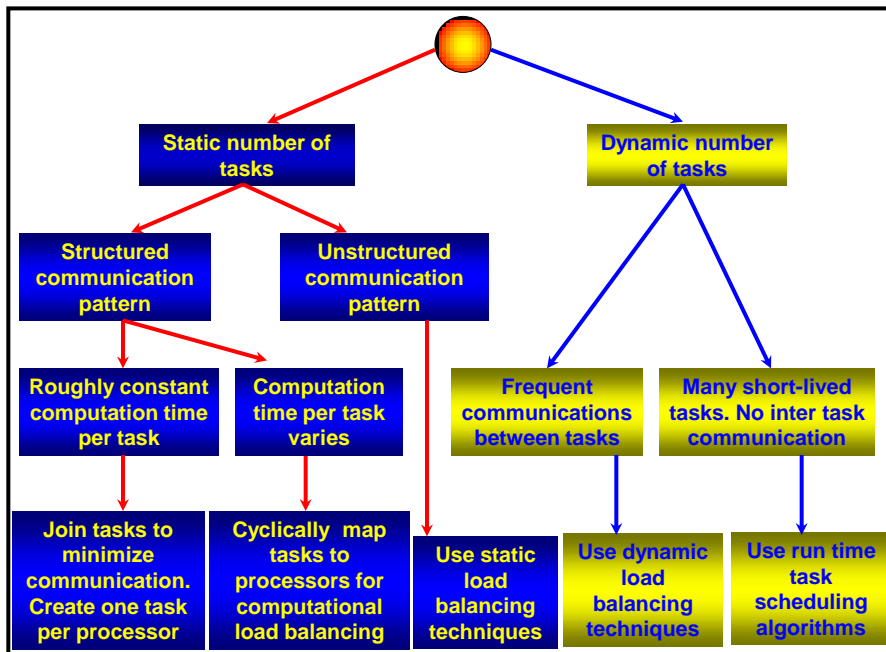 Static number of
tasks
Dynamic number
of tasks
Structured
communication
pattern
Unstructured
communication
pattern
Roughly constant
computation time
per task
Computation
time per task
varies
Frequent
communications
between tasks
Many short-lived
tasks. No inter task
communication
Join tasks to
minimize
communication.
Create one task
per processor
Cyclically map
tasks to
processors for
computational
load balancing
Use static
load
balancing
techniques
Use dynamic
load
balancing
techniques
Use run time
task
scheduling
algorithms